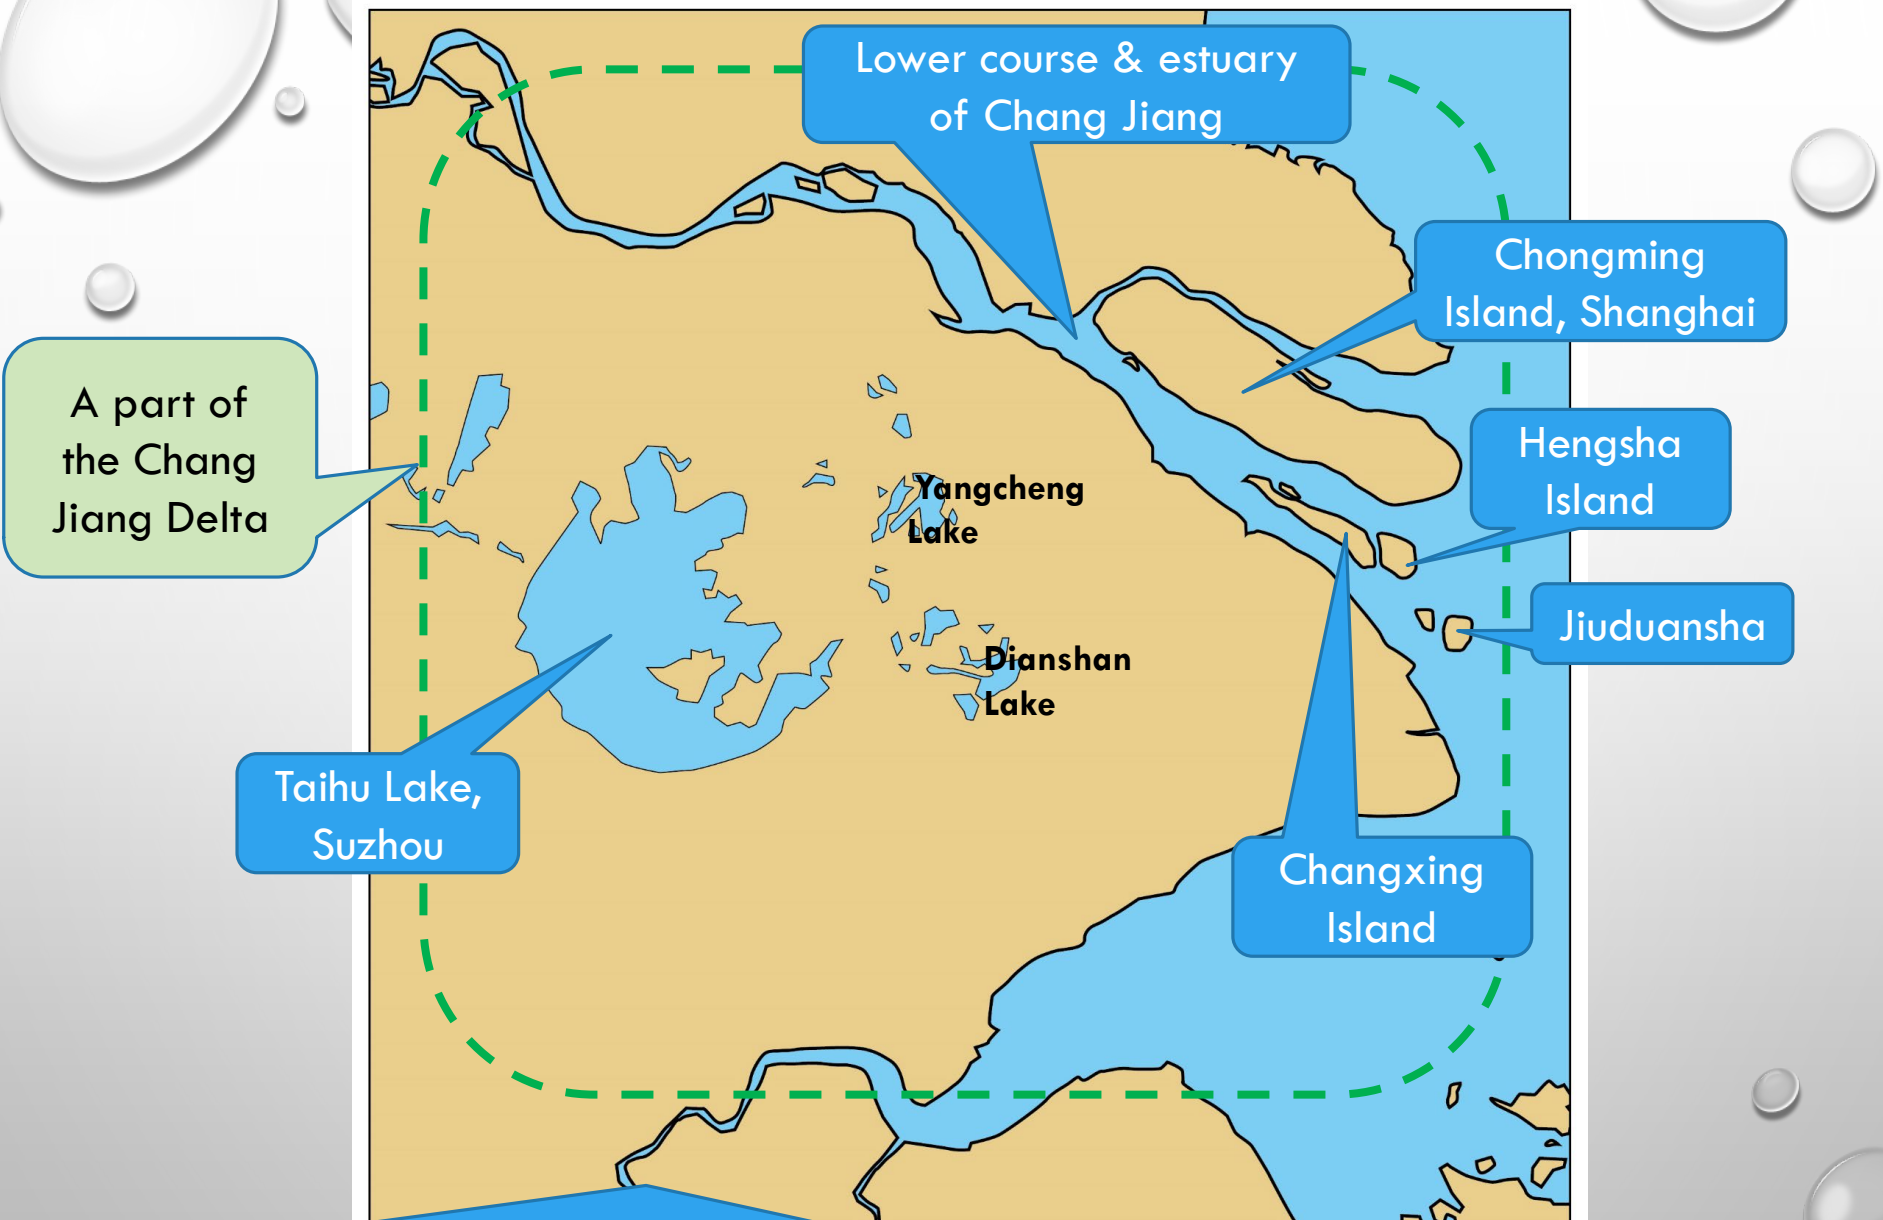 Lower course & estuary
of Chang Jiang
Chongming
Island, Shanghai
A part of
the Chang
Jiang Delta
Hengsha
Island
Yangcheng
Lake
Jiuduansha
Dianshan
Lake
Taihu Lake,
Suzhou
Changxing
Island